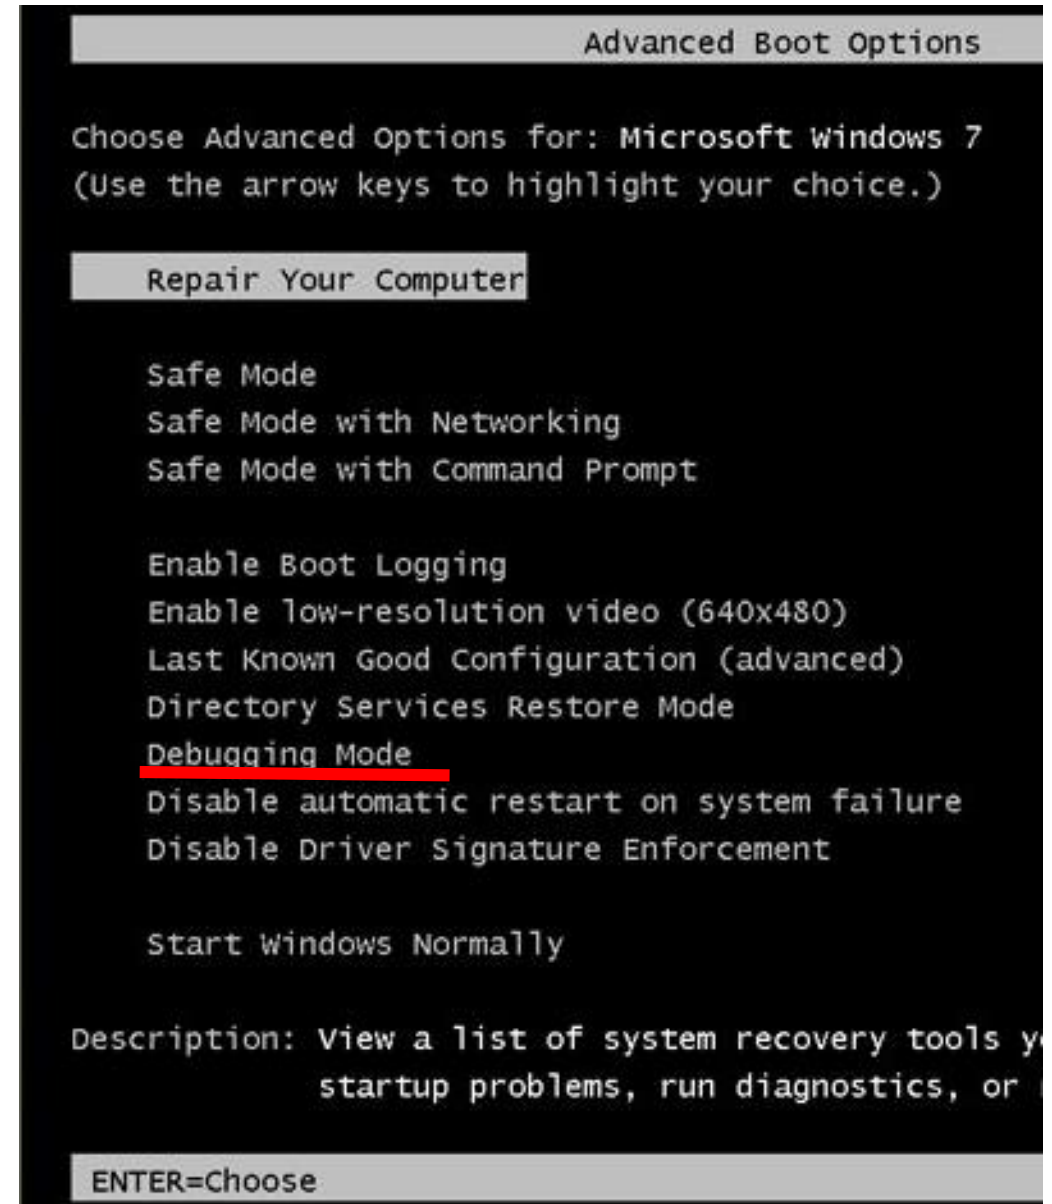 Advanced Boot Options
Choose Advanced Options for: Microsoft Windows 7
(Use the arrow keys to highlight your choice.)
Repair Your Computer
Safe Mode
Safe Mode with Networking
Safe Mode with Command Prompt
Enable Boot Logging
Enable low-resolution video (640x480)
Last Known Good Configuration (advanced)
Directory Services Restore Mode
Debugging Mode
Disable automatic restart on system failure
Disable Driver Signature Enforcement
Start Windows Normally
Description: View a list of system recovery tools
startup problems, run diagnostics, or
ENTER=Choose